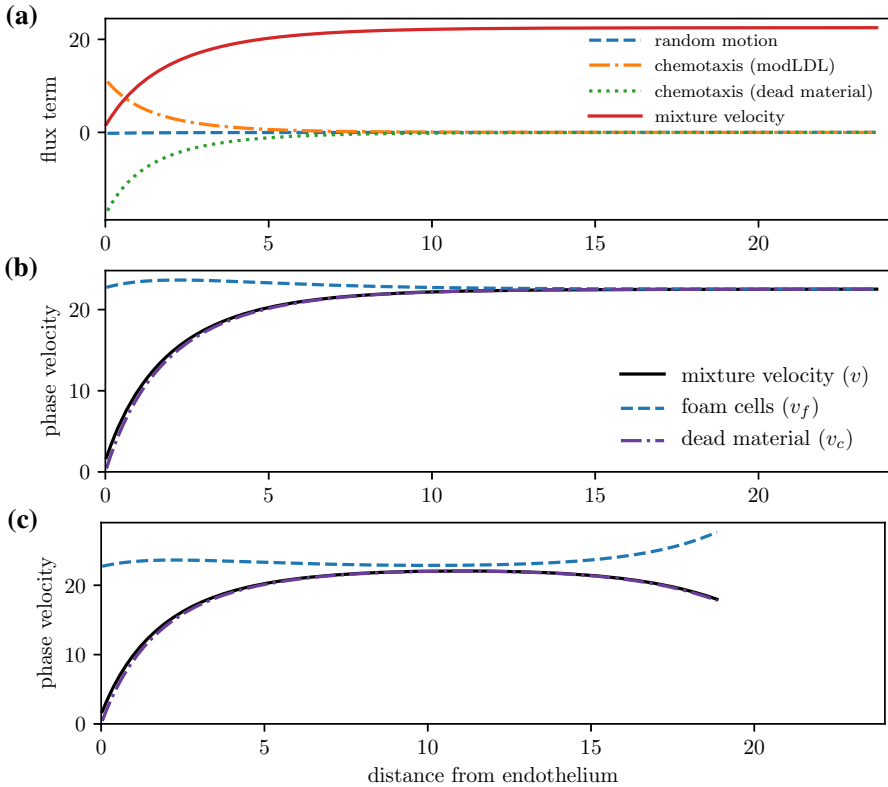 (a)
flux term
20
0
random motion
chemotaxis (modLDL)
chemotaxis (dead material)
mixture velocity
0 5 10 15 20
(b)
phase velocity
20
10
0
mixture velocity (v)
foam cells (v_f)
dead material (v_c)
0 5 10 15 20
(c)
phase velocity
20
10
0
0 5 10 15 20
distance from endothelium